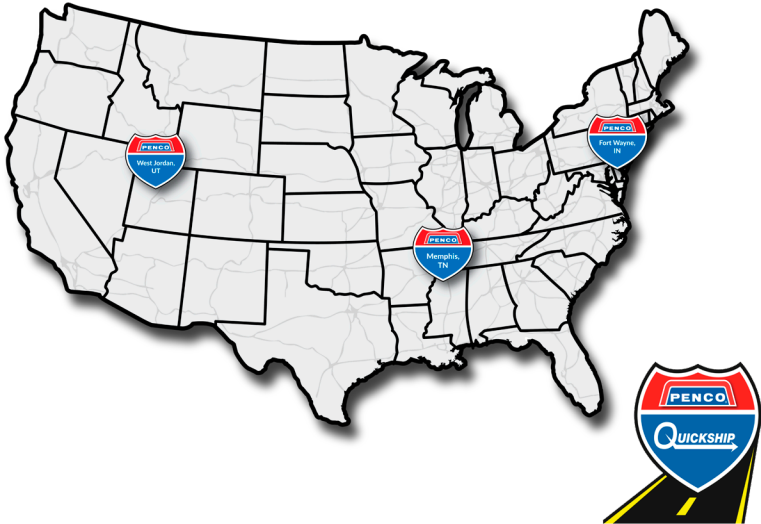 PENCO
West Jordan,
UT
PENCO
Fort Wayne,
IN
PENCO
Memphis,
TN
PENCO
QUICKSHIP